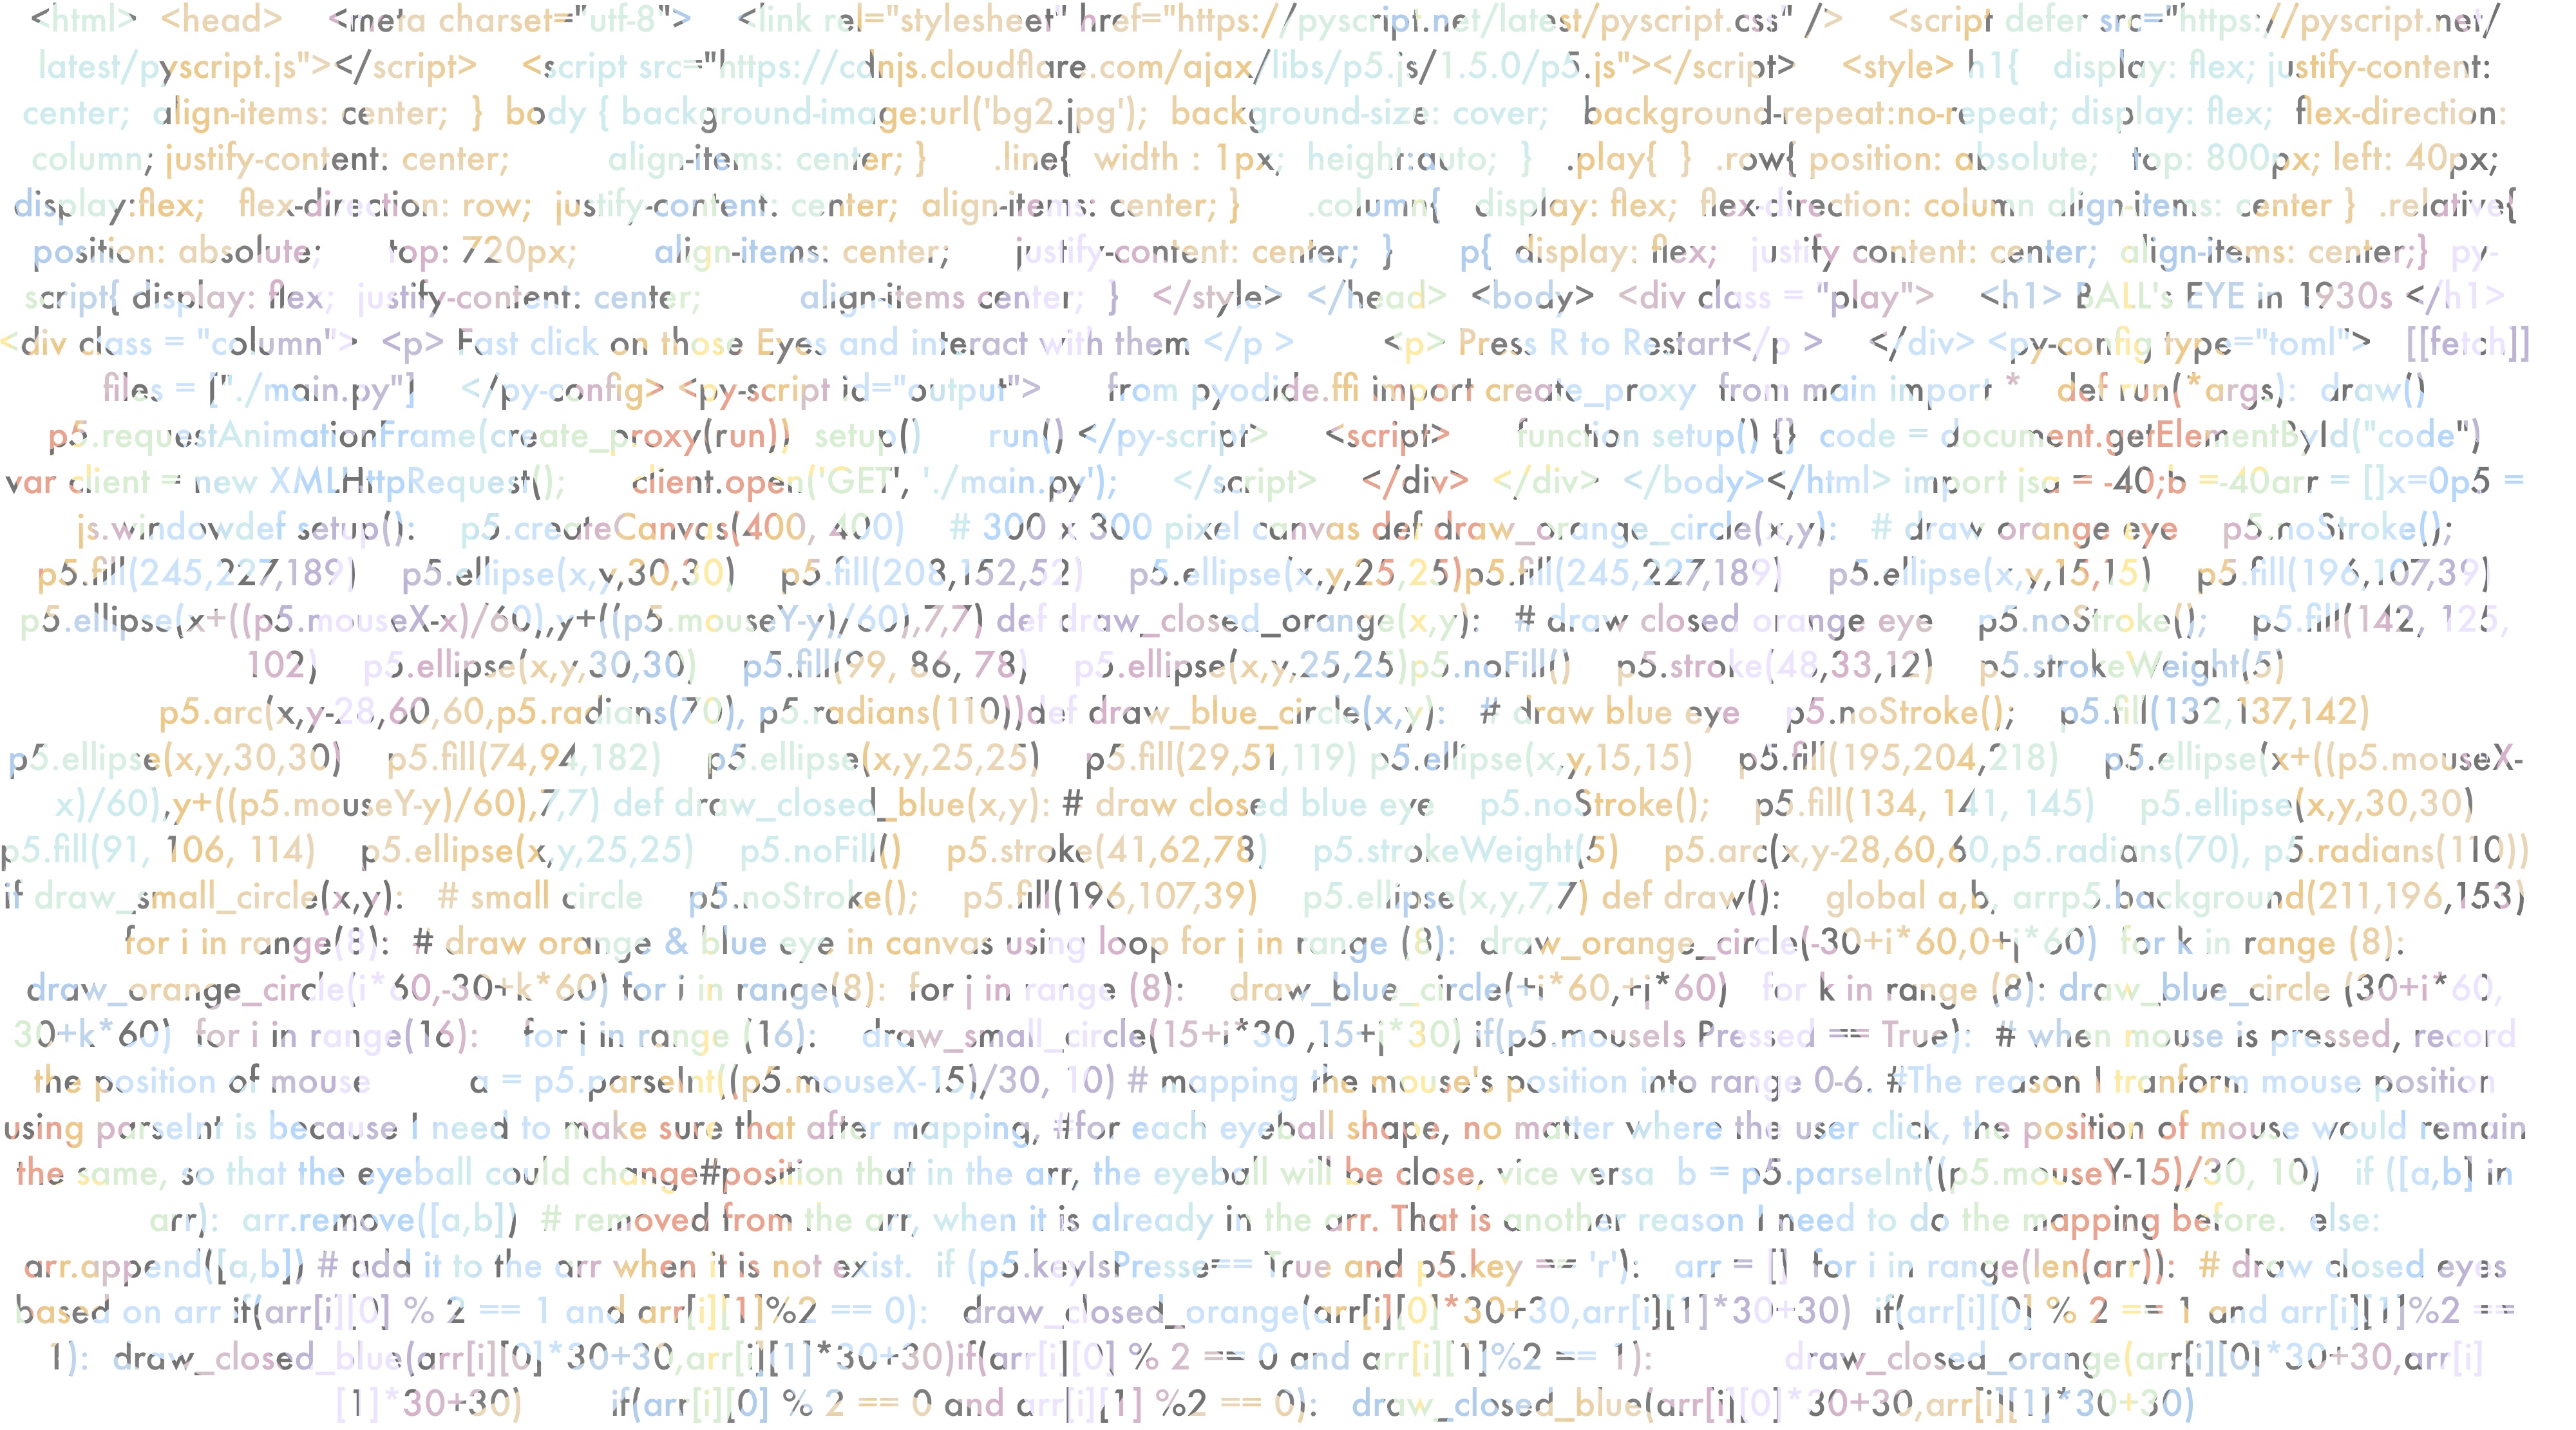 <html> <head> <meta charset="utf-8"> <link rel="stylesheet" href="https://pyscript.net/latest/pyscript.css" /> <script defer src="https://pyscript.net/
latest/pyscript.js"></script> <script src="https://cdnjs.cloudflare.com/ajax/libs/p5.js/1.5.0/p5.js"></script> <style> h1{ display: flex; justify-content:
center; align-items: center; } body { background-image:url('bg2.jpg'); background-size: cover; background-repeat:no-repeat; display: flex; flex-direction:
column; justify-content: center; align-items: center; } .line{ width : 1px; height:auto; } .play{ } .row{ position: absolute; top: 800px; left: 40px;
display:flex; flex-direction: row; justify-content: center; align-items: center; } .column{ display: flex; flex-direction: column align-items: center } .relative{
position: absolute; top: 720px; align-items: center; justify-content: center; } p{ display: flex; justify content: center; align-items: center;} py-
script{ display: flex; justify-content: center; align-items center; } </style> </head> <body> <div class = "play"> <h1> BALL's EYE in 1930s </h1>
<div class = "column"> <p> Fast click on those Eyes and interact with them </p > <p> Press R to Restart</p > </div> <py-config type="toml"> [[fetch]]
files = ["./main.py"] </py-config> <py-script id="output"> from pyodide.ffi import create_proxy from main import * def run(*args): draw()
p5.requestAnimationFrame(create_proxy(run)) setup() run() </py-script> <script> function setup() {} code = document.getElementById("code")
var client = new XMLHttpRequest(); client.open('GET', './main.py'); </script> </div> </div> </body></html> import jsa = -40;b =-40arr = []x=0p5 =
js.windowdef setup(): p5.createCanvas(400, 400) # 300 x 300 pixel canvas def draw_orange_circle(x,y): # draw orange eye p5.noStroke();
p5.fill(245,227,189) p5.ellipse(x,y,30,30) p5.fill(208,152,52) p5.ellipse(x,y,25,25)p5.fill(245,227,189) p5.ellipse(x,y,15,15) p5.fill(196,107,39)
p5.ellipse(x+((p5.mouseX-x)/60),y+((p5.mouseY-y)/60),7,7) def draw_closed_orange(x,y): # draw closed orange eye p5.noStroke(); p5.fill(142, 125,
102) p5.ellipse(x,y,30,30) p5.fill(99, 86, 78) p5.ellipse(x,y,25,25)p5.noFill() p5.stroke(48,33,12) p5.strokeWeight(5)
p5.arc(x,y-28,60,60,p5.radians(70), p5.radians(110))def draw_blue_circle(x,y): # draw blue eye p5.noStroke(); p5.fill(132,137,142)
p5.ellipse(x,y,30,30) p5.fill(74,94,182) p5.ellipse(x,y,25,25) p5.fill(29,51,119) p5.ellipse(x,y,15,15) p5.fill(195,204,218) p5.ellipse(x+((p5.mouseX-
x)/60),y+((p5.mouseY-y)/60),7,7) def draw_closed_blue(x,y): # draw closed blue eye p5.noStroke(); p5.fill(134, 141, 145) p5.ellipse(x,y,30,30)
p5.fill(91, 106, 114) p5.ellipse(x,y,25,25) p5.noFill() p5.stroke(41,62,78) p5.strokeWeight(5) p5.arc(x,y-28,60,60,p5.radians(70), p5.radians(110))
if draw_small_circle(x,y): # small circle p5.noStroke(); p5.fill(196,107,39) p5.ellipse(x,y,7,7) def draw(): global a,b, arrp5.background(211,196,153)
for i in range(8): # draw orange & blue eye in canvas using loop for j in range (8): draw_orange_circle(-30+i*60,0+j*60) for k in range (8):
draw_orange_circle(i*60,-30+k*60) for i in range(8): for j in range (8): draw_blue_circle(+i*60,+j*60) for k in range (8): draw_blue_circle (30+i*60,
30+k*60) for i in range(16): for j in range (16): draw_small_circle(15+i*30 ,15+j*30) if(p5.mouseIs Pressed == True): # when mouse is pressed, record
the position of mouse a = p5.parseInt((p5.mouseX-15)/30, 10) # mapping the mouse's position into range 0-6. #The reason I tranform mouse position
using parseInt is because I need to make sure that after mapping, #for each eyeball shape, no matter where the user click, the position of mouse would remain
the same, so that the eyeball could change#position that in the arr, the eyeball will be close, vice versa b = p5.parseInt((p5.mouseY-15)/30, 10) if ([a,b] in
arr): arr.remove([a,b]) # removed from the arr, when it is already in the arr. That is another reason I need to do the mapping before. else:
arr.append([a,b]) # add it to the arr when it is not exist. if (p5.keyIsPresse== True and p5.key == 'r'): arr = [] for i in range(len(arr)): # draw closed eyes
based on arr if(arr[i][0] % 2 == 1 and arr[i][1]%2 == 0): draw_closed_orange(arr[i][0]*30+30,arr[i][1]*30+30) if(arr[i][0] % 2 == 1 and arr[i][1]%2 ==
1): draw_closed_blue(arr[i][0]*30+30,arr[i][1]*30+30)if(arr[i][0] % 2 == 0 and arr[i][1]%2 == 1): draw_closed_orange(arr[i][0]*30+30,arr[i]
[1]*30+30) if(arr[i][0] % 2 == 0 and arr[i][1] %2 == 0): draw_closed_blue(arr[i][0]*30+30,arr[i][1]*30+30)